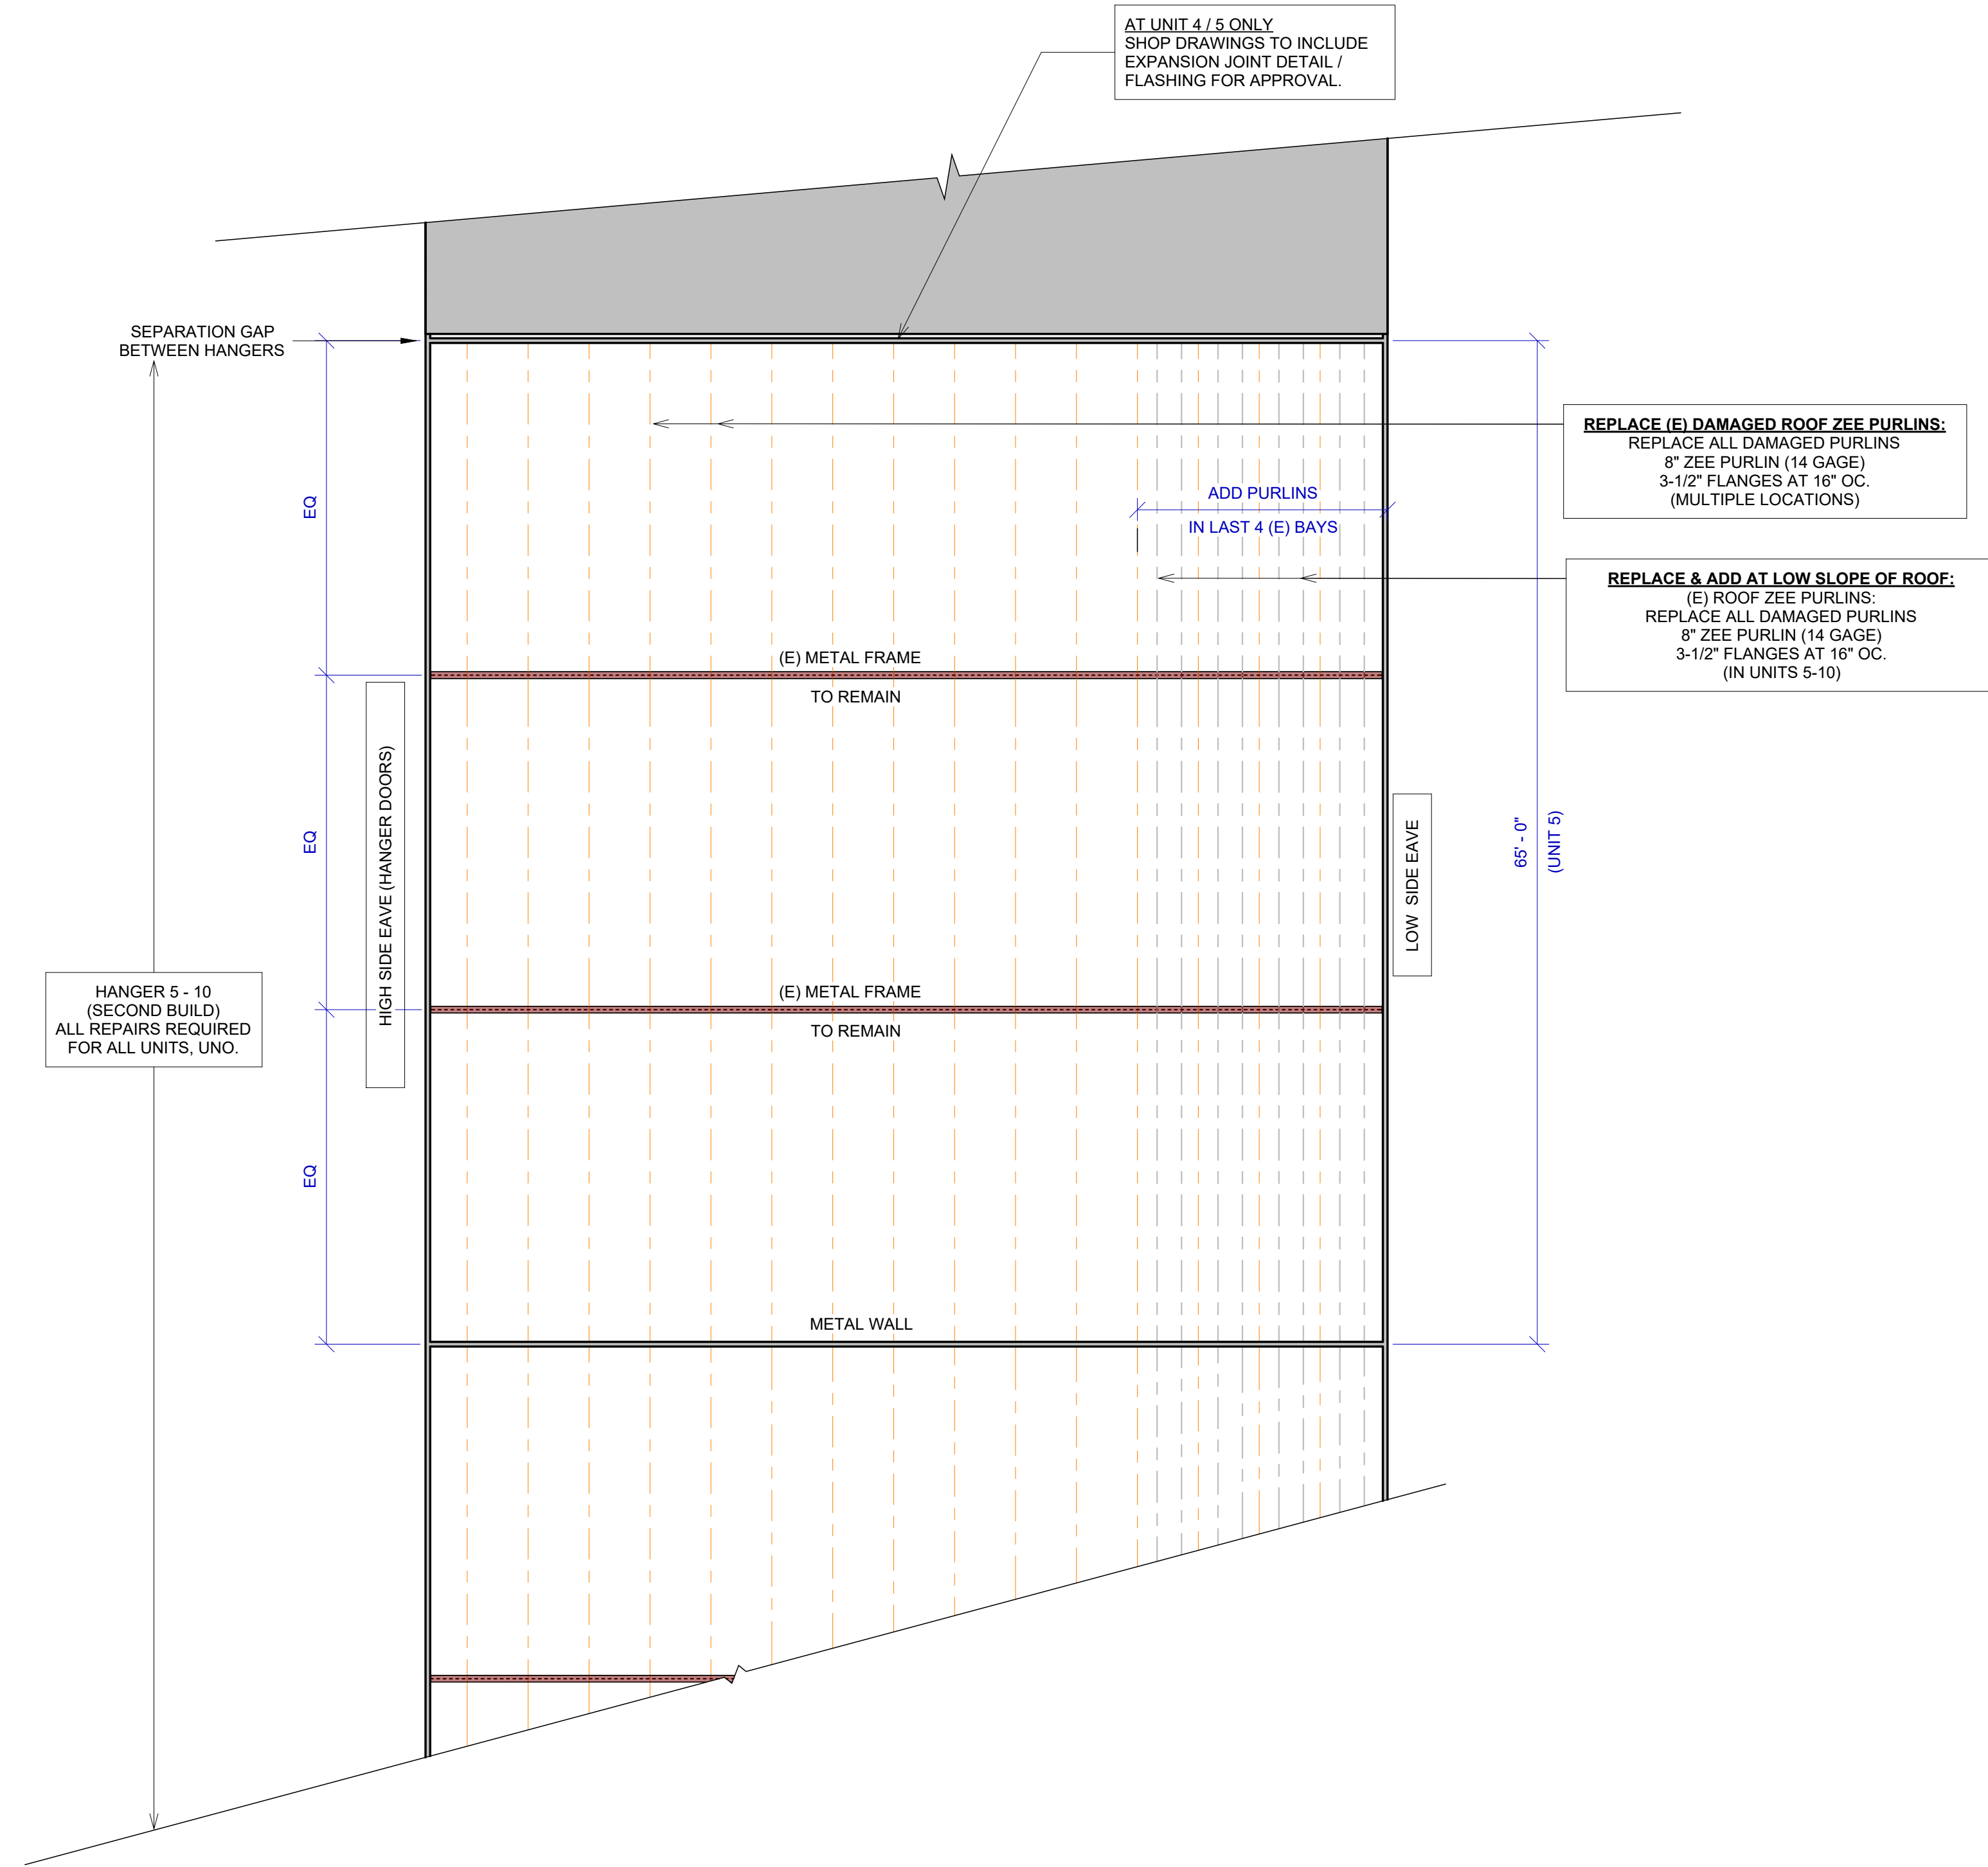 AT UNIT 4 / 5 ONLY
SHOP DRAWINGS TO INCLUDE
EXPANSION JOINT DETAIL /
FLASHING FOR APPROVAL.
SEPARATION GAP
BETWEEN HANGERS
REPLACE (E) DAMAGED ROOF ZEE PURLINS:
REPLACE ALL DAMAGED PURLINS
8" ZEE PURLIN (14 GAGE)
3-1/2" FLANGES AT 16" OC.
(MULTIPLE LOCATIONS)
EQ
ADD PURLINS
IN LAST 4 (E) BAYS
REPLACE & ADD AT LOW SLOPE OF ROOF:
(E) ROOF ZEE PURLINS:
REPLACE ALL DAMAGED PURLINS
8" ZEE PURLIN (14 GAGE)
3-1/2" FLANGES AT 16" OC.
(IN UNITS 5-10)
(E) METAL FRAME
TO REMAIN
EQ
HIGH SIDE EAVE (HANGER DOORS)
LOW SIDE EAVE
65' - 0"
(UNIT 5)
HANGER 5 - 10
(SECOND BUILD)
ALL REPAIRS REQUIRED
FOR ALL UNITS, UNO.
(E) METAL FRAME
TO REMAIN
EQ
METAL WALL